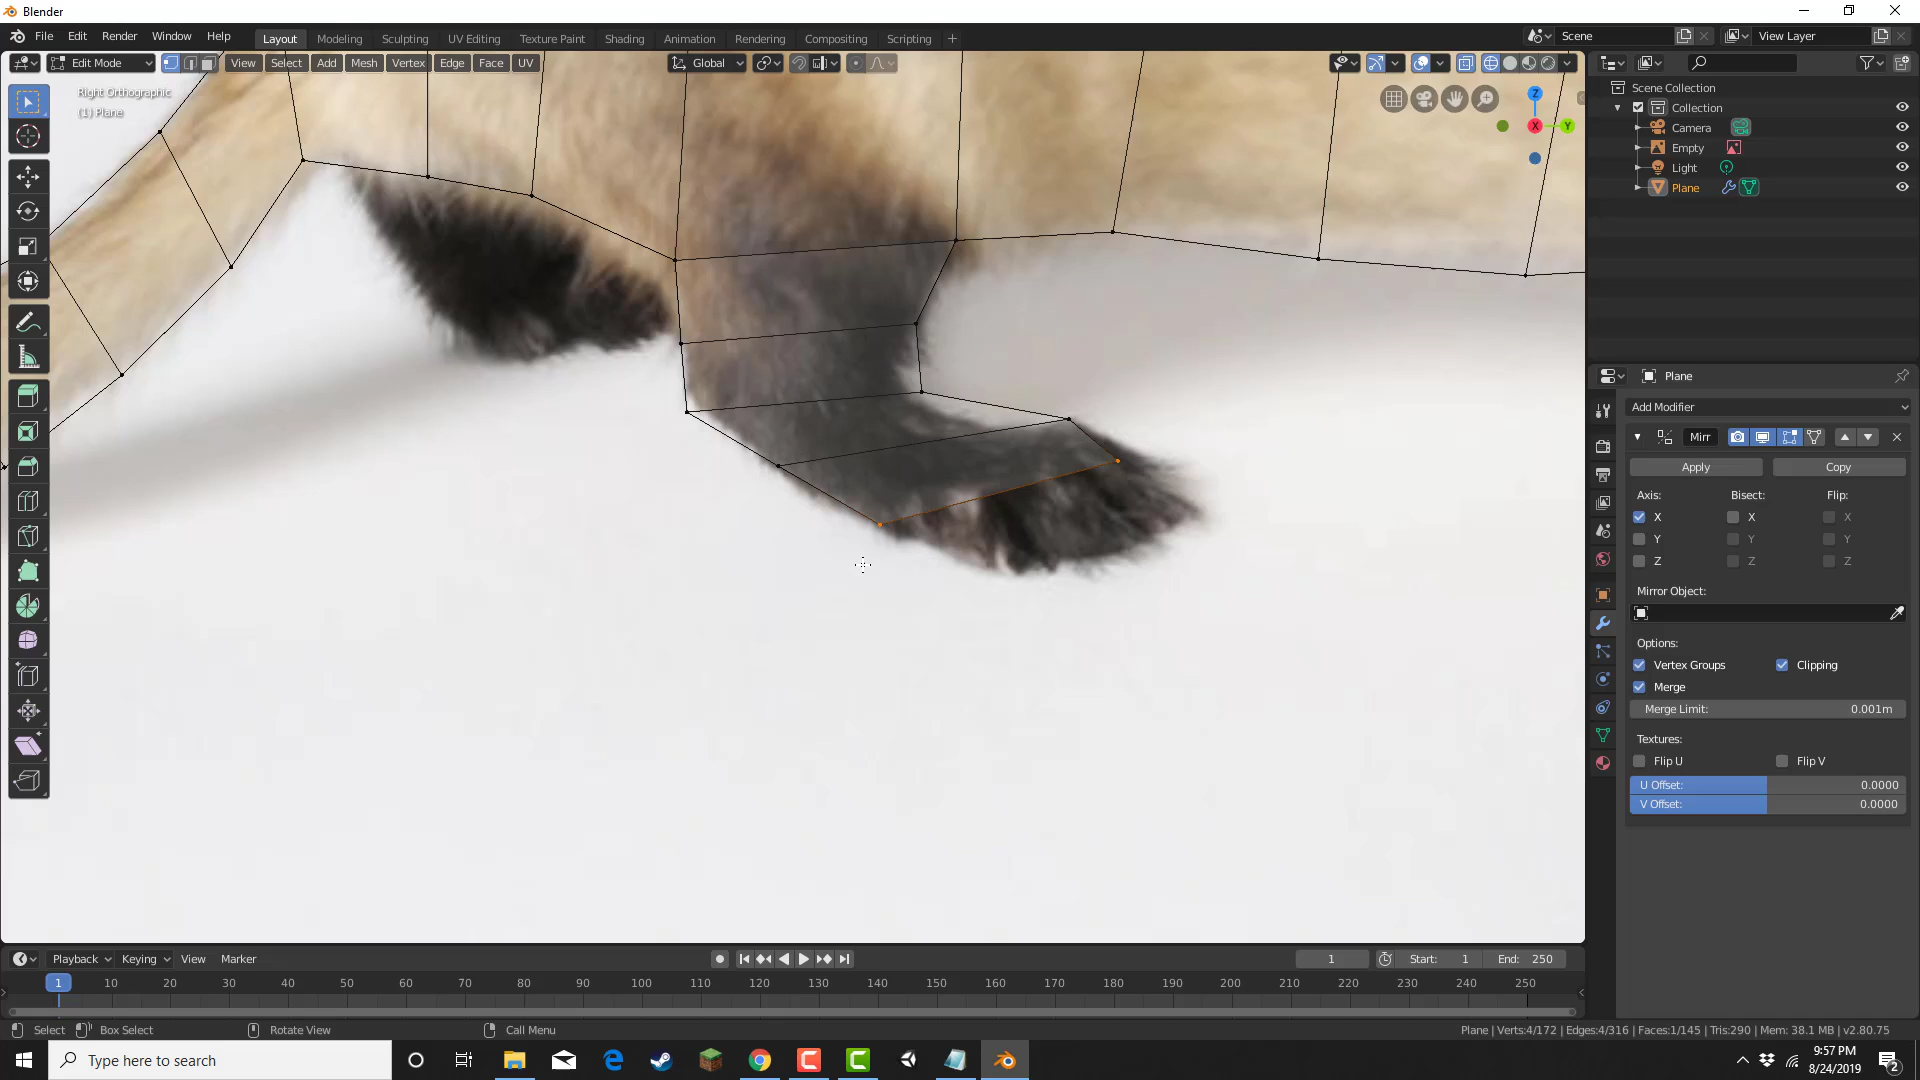 Blender
File Edit Render Window Help Layout Modeling Sculpting UV Editing Texture Paint Shading Animation Rendering Compositing Scripting Scene View Layer
Edit Mode View Select Add Mesh Vertex Edge Face UV Global
Right Orthographic
(1) Plane
Z
X Y
Scene Collection
Collection
Camera
Empty
Light
Plane
Plane
Add Modifier
Mirr
Apply Copy
Axis: Bisect: Flip:
X X X
Y Y Y
Z Z Z
Mirror Object:
Options:
Vertex Groups Clipping
Merge
Merge Limit: 0.001m
Textures:
Flip U Flip V
U Offset: 0.0000
V Offset: 0.0000
Playback Keying View Marker 1 Start: 1 End: 250
1 10 20 30 40 50 60 70 80 90 100 110 120 130 140 150 160 170 180 190 200 210 220 230 240 250
Select Box Select Rotate View Call Menu Plane | Verts:4/172 | Edges:4/316 | Faces:1/145 | Tris:290 | Mem: 38.1 MB | v2.80.75
Type here to search
9:57 PM
8/24/2019
2